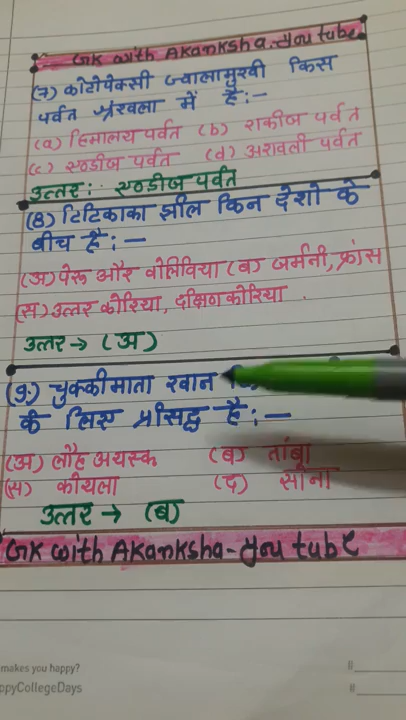 GK with Akanksha-You tube
(7) कोटोपेक्सी ज्वालामुखी किस
पर्वत श्रंखला में है:-
(a) हिमालय पर्वत (b) राकीज पर्वत
(c) एण्डीज पर्वत (d) अरावली पर्वत
उत्तर: एण्डीज पर्वत
(8) टिटिकाका झील किन देशो के
बीच है: —
(अ) पेरू और वोलिविया (ब) जर्मनी, फ्रांस
(स) उत्तर कोरिया, दक्षिण कोरिया .
उत्तर → (अ)
(9) चुक्कीमाता खान
के लिए प्रसिद्व है: —
(अ) लौह अयस्क (ब) तांबा
(स) कोयला (द) सोना
उत्तर → (ब)
GK with Akanksha-You tube
makes you happy?
ppyCollegeDays